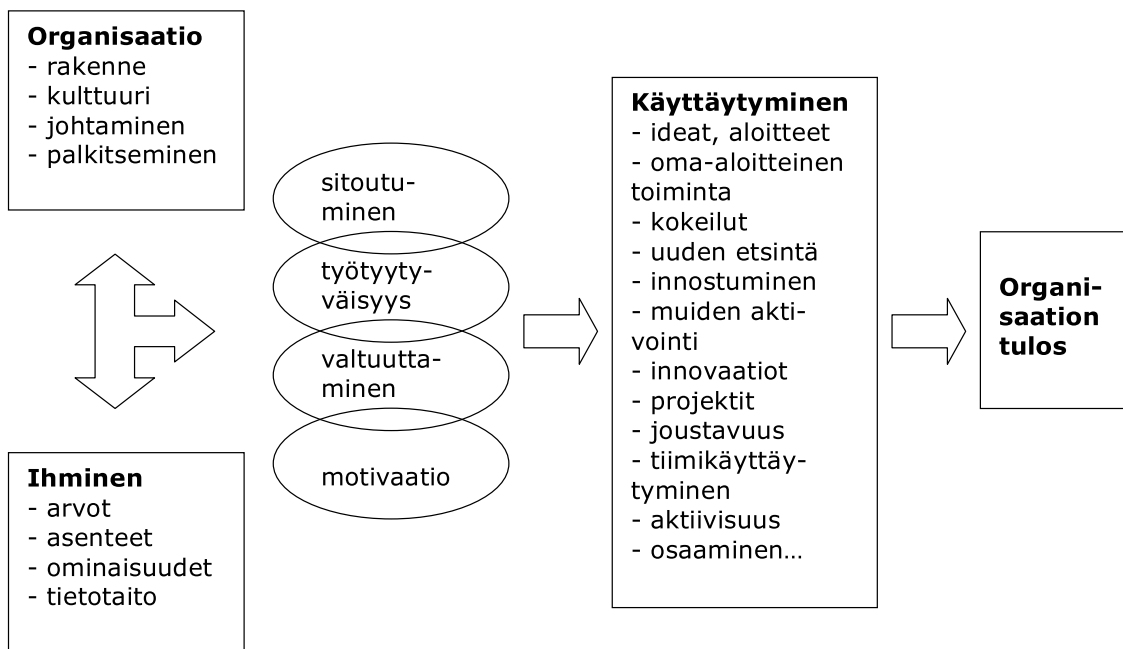 Organisaatio
- rakenne
- kulttuuri
- johtaminen
- palkitseminen
Ihminen
- arvot
- asenteet
- ominaisuudet
- tietotaito
sitoutu-
minen
työtyyty-
väisyys
valtuutta-
minen
motivaatio
Käyttäytyminen
- ideat, aloitteet
- oma-aloitteinen
toiminta
- kokeilut
- uuden etsintä
- innostuminen
- muiden akti-
vointi
- innovaatiot
- projektit
- joustavuus
- tiimikäyttäy-
tyminen
- aktiivisuus
- osaaminen…
Organi-
saation
tulos